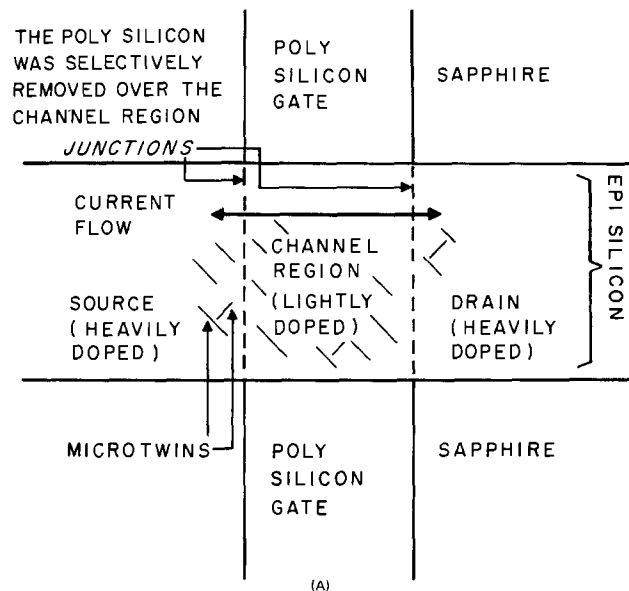 THE POLY SILICON
WAS SELECTIVELY
REMOVED OVER THE
CHANNEL REGION
POLY
SILICON
GATE
SAPPHIRE
JUNCTIONS
CURRENT
FLOW
CHANNEL
REGION
(LIGHTLY
DOPED)
SOURCE
(HEAVILY
DOPED)
DRAIN
(HEAVILY
DOPED)
EPI SILICON
MICROTWINS
POLY
SILICON
GATE
SAPPHIRE
(A)